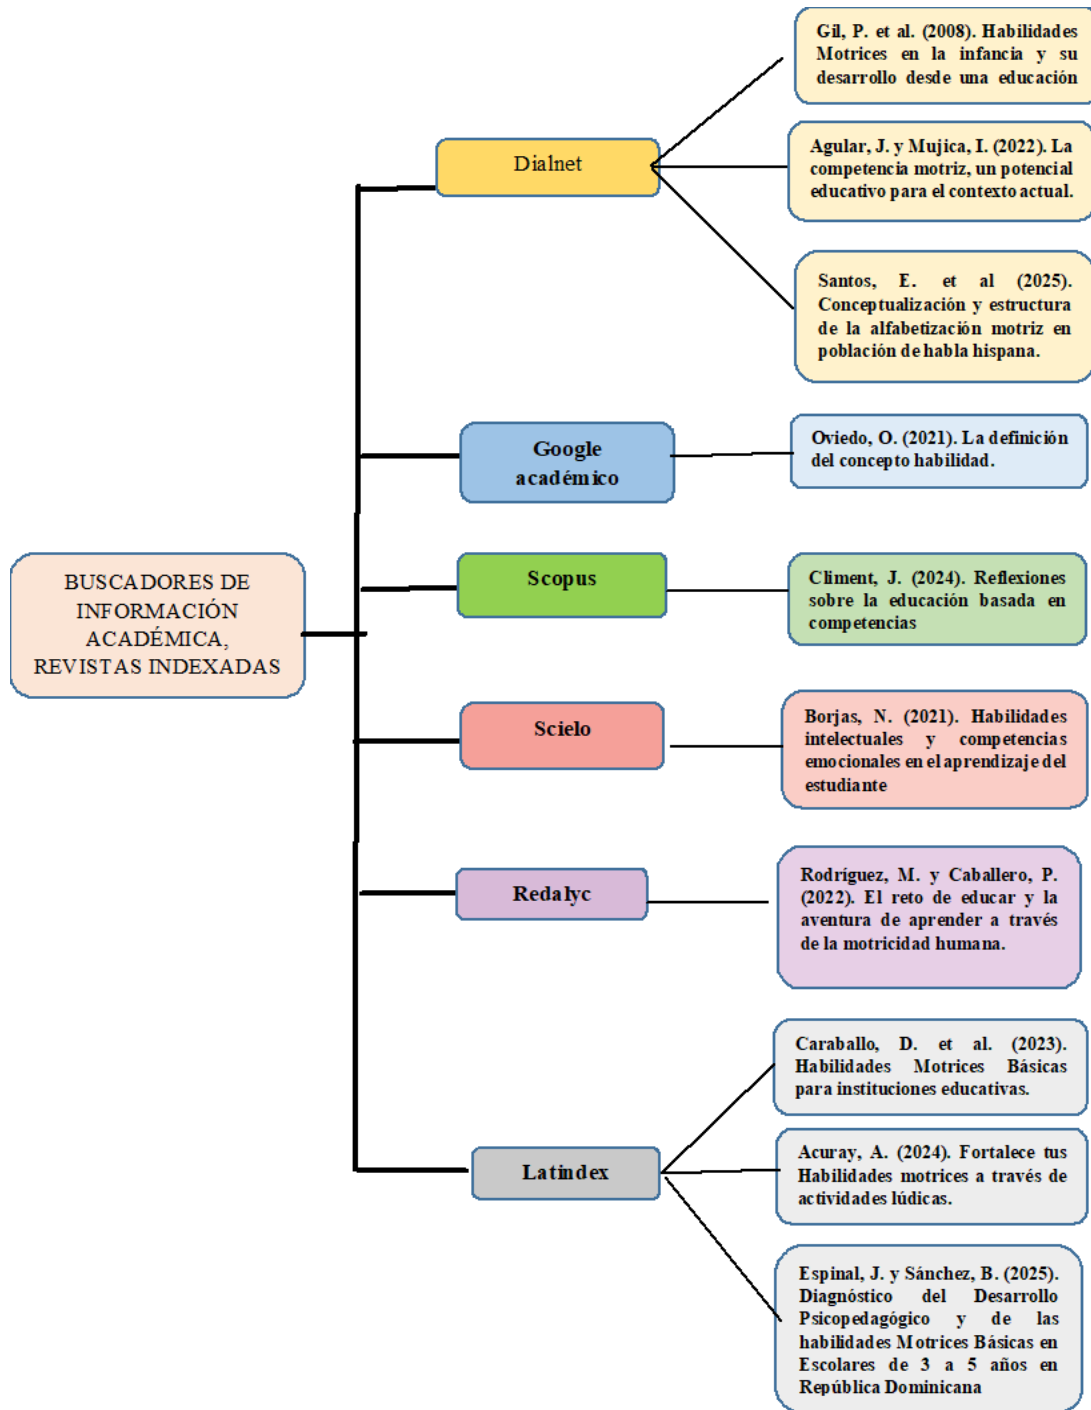 BUSCADORES DE
INFORMACIÓN
ACADÉMICA,
REVISTAS INDEXADAS
Dialnet
Gil, P. et al. (2008). Habilidades
Motrices en la infancia y su
desarrollo desde una educación
Agular, J. y Mujica, I. (2022). La
competencia motriz, un potencial
educativo para el contexto actual.
Santos, E. et al (2025).
Conceptualización y estructura
de la alfabetización motriz en
población de habla hispana.
Google
académico
Oviedo, O. (2021). La definición
del concepto habilidad.
Scopus
Climent, J. (2024). Reflexiones
sobre la educación basada en
competencias
Scielo
Borjas, N. (2021). Habilidades
intelectuales y competencias
emocionales en el aprendizaje del
estudiante
Redalyc
Rodríguez, M. y Caballero, P.
(2022). El reto de educar y la
aventura de aprender a través
de la motricidad humana.
Latindex
Caraballo, D. et al. (2023).
Habilidades Motrices Básicas
para instituciones educativas.
Acuray, A. (2024). Fortalece tus
Habilidades motrices a través de
actividades lúdicas.
Espinal, J. y Sánchez, B. (2025).
Diagnóstico del Desarrollo
Psicopedagógico y de las
habilidades Motrices Básicas en
Escolares de 3 a 5 años en
República Dominicana